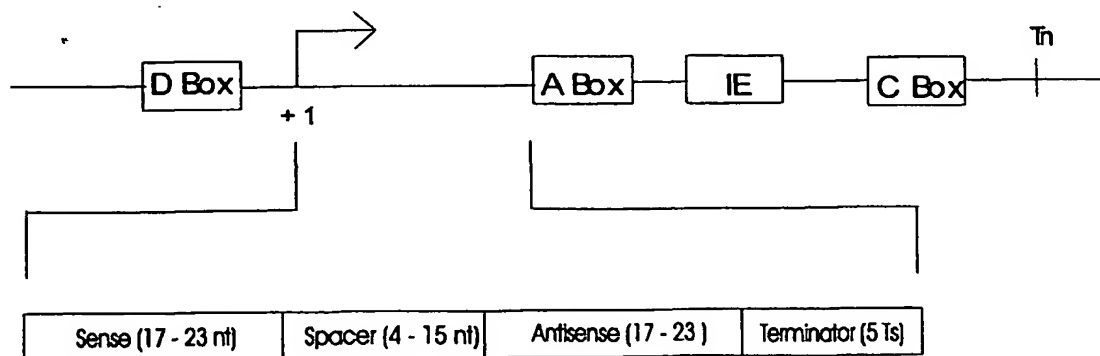 Tn
D Box A Box IE C Box
+ 1
Sense (17 - 23 nt) Spacer (4 - 15 nt) Antisense (17 - 23 ) Terminator (5 Ts)